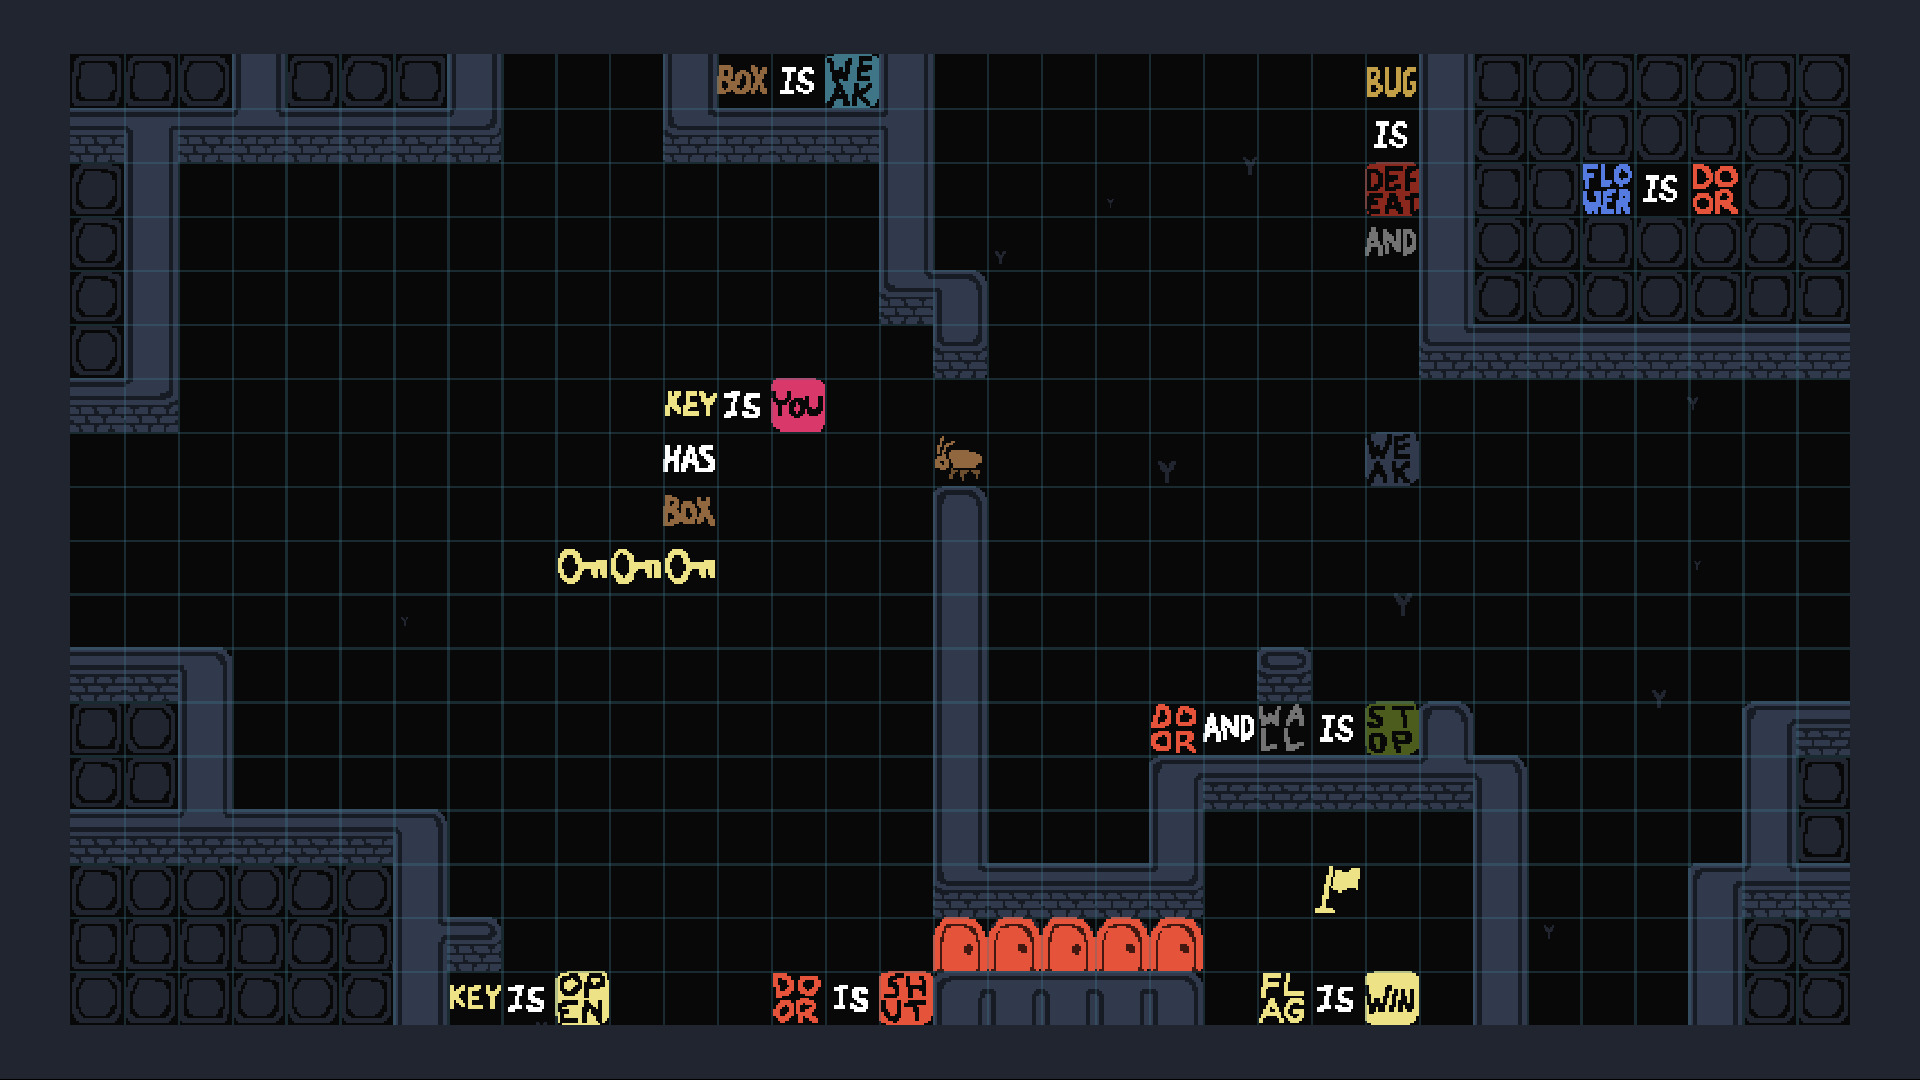 BOX IS WEAK
BUG
IS
DEFEAT
AND
FLOWER IS DOOR
KEY IS YOU
HAS
BOX
WEAK
DOOR AND WALL IS STOP
KEY IS OPEN
DOOR IS SHUT
FLAG IS WIN